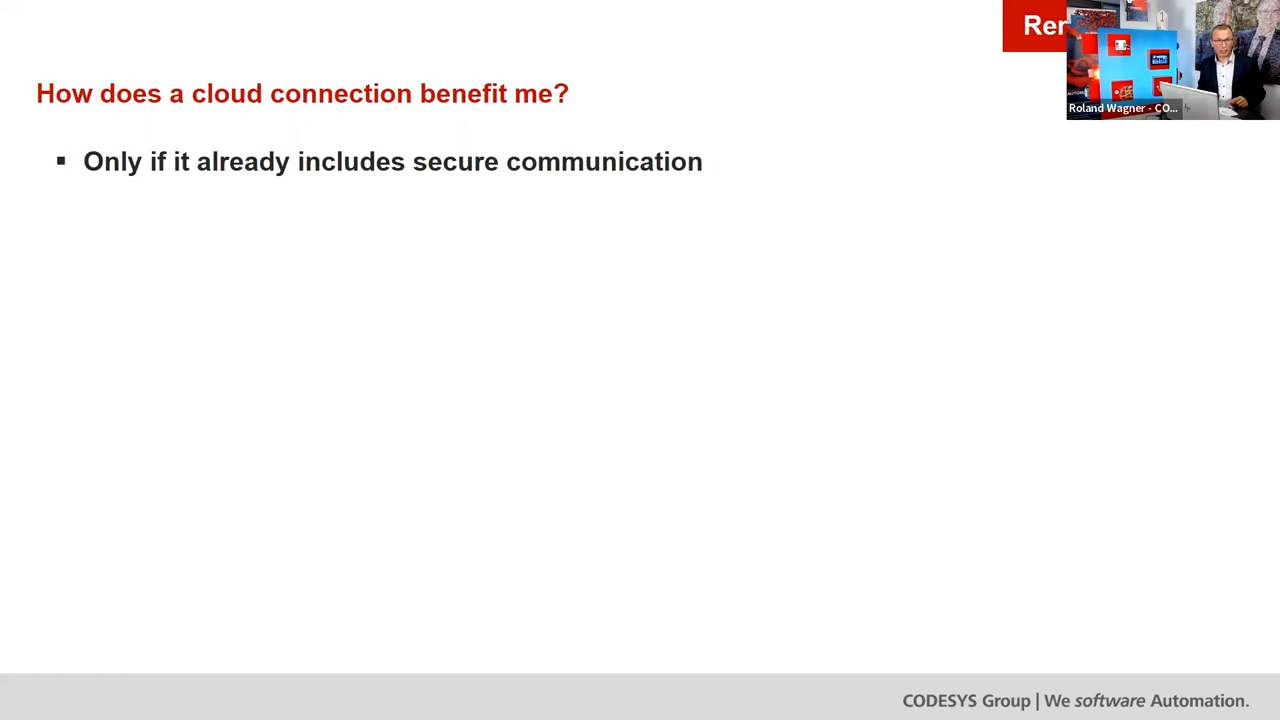 Rem
How does a cloud connection benefit me?
Roland Wagner - CO...
▪ Only if it already includes secure communication
CODESYS Group | We software Automation.